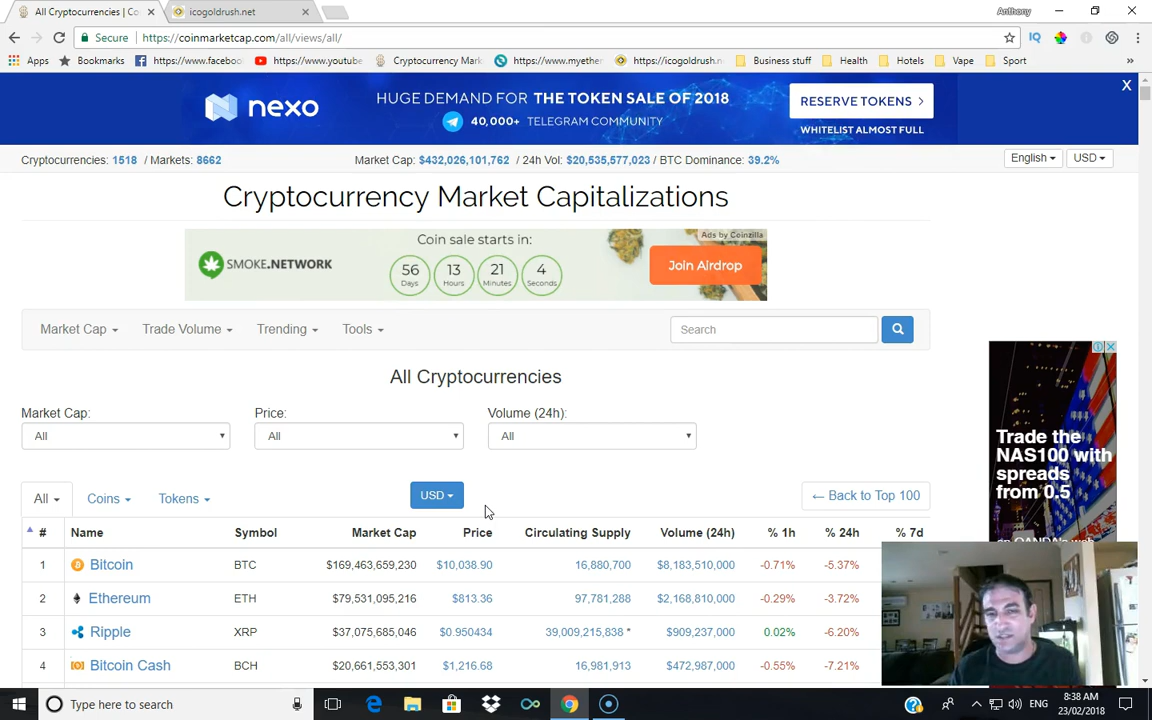 All Cryptocurrencies | Co
icogoldrush.net
Anthony
Secure https://coinmarketcap.com/all/views/all/
Apps Bookmarks https://www.faceboo https://www.youtube Cryptocurrency Mark https://www.myether https://icogoldrush.n Business stuff Health Hotels Vape Sport
nexo
HUGE DEMAND FOR THE TOKEN SALE OF 2018
40,000+ TELEGRAM COMMUNITY
RESERVE TOKENS >
WHITELIST ALMOST FULL
X
Cryptocurrencies: 1518 / Markets: 8662 Market Cap: $432,026,101,762 / 24h Vol: $20,535,577,023 / BTC Dominance: 39.2% English USD
Cryptocurrency Market Capitalizations
Ads by Coinzilla
SMOKE.NETWORK
Coin sale starts in:
56 13 21 4
Days Hours Minutes Seconds
Join Airdrop
Market Cap Trade Volume Trending Tools Search
All Cryptocurrencies
Market Cap: Price: Volume (24h):
All All All
Trade the
NAS100 with
spreads
from 0.5
All Coins Tokens USD ← Back to Top 100
# Name Symbol Market Cap Price Circulating Supply Volume (24h) % 1h % 24h % 7d
1 Bitcoin BTC $169,463,659,230 $10,038.90 16,880,700 $8,183,510,000 -0.71% -5.37%
2 Ethereum ETH $79,531,095,216 $813.36 97,781,288 $2,168,810,000 -0.29% -3.72%
3 Ripple XRP $37,075,685,046 $0.950434 39,009,215,838 * $909,237,000 0.02% -6.20%
4 Bitcoin Cash BCH $20,661,553,301 $1,216.68 16,981,913 $472,987,000 -0.55% -7.21%
Type here to search
ENG
8:38 AM
23/02/2018